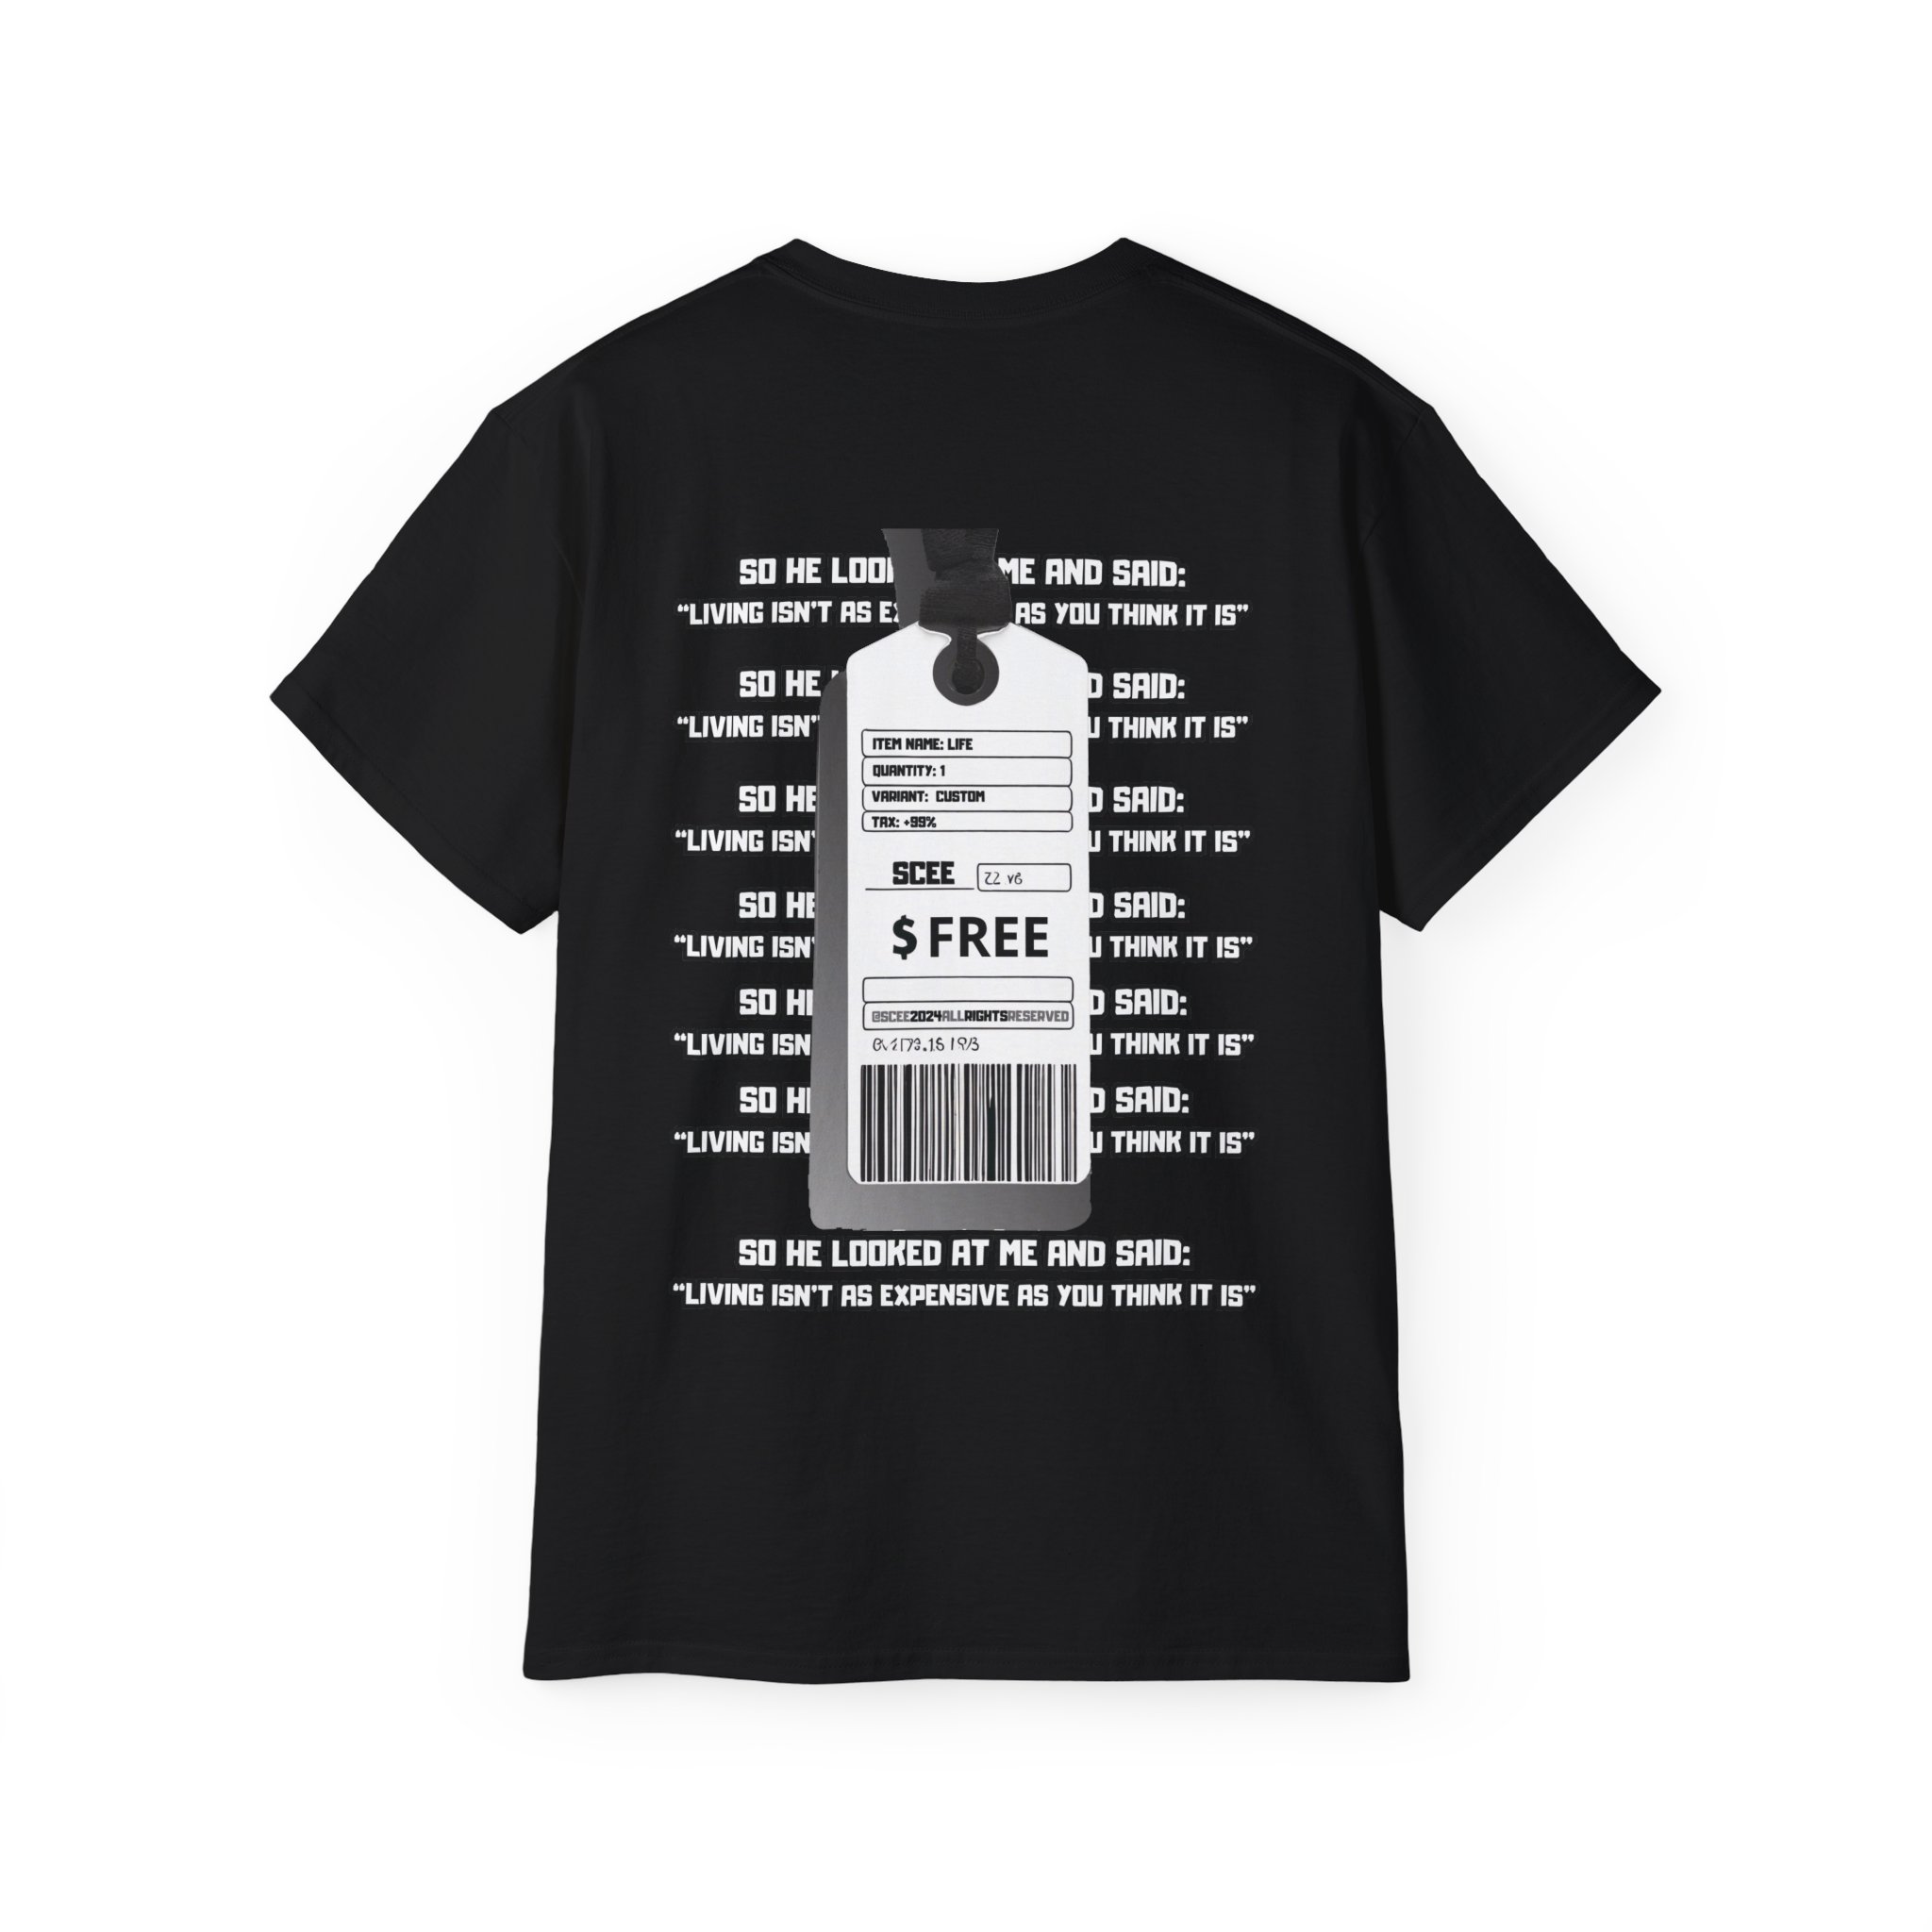 SO HE LOO ME AND SAID:
“LIVING ISN'T AS EX AS YOU THINK IT IS”
SO HE D SAID:
“LIVING ISN'T U THINK IT IS”
SO HE D SAID:
“LIVING ISN' U THINK IT IS”
SO HE D SAID:
“LIVING ISN' U THINK IT IS”
SO H D SAID:
“LIVING ISN U THINK IT IS”
SO H D SAID:
“LIVING ISN U THINK IT IS”
ITEM NAME: LIFE
QUANTITY: 1
VARIANT: CUSTOM
TAX: +99%
SCEE
$ FREE
@SCEE2024ALLRIGHTSRESERVED
SO HE LOOKED AT ME AND SAID:
“LIVING ISN'T AS EXPENSIVE AS YOU THINK IT IS”